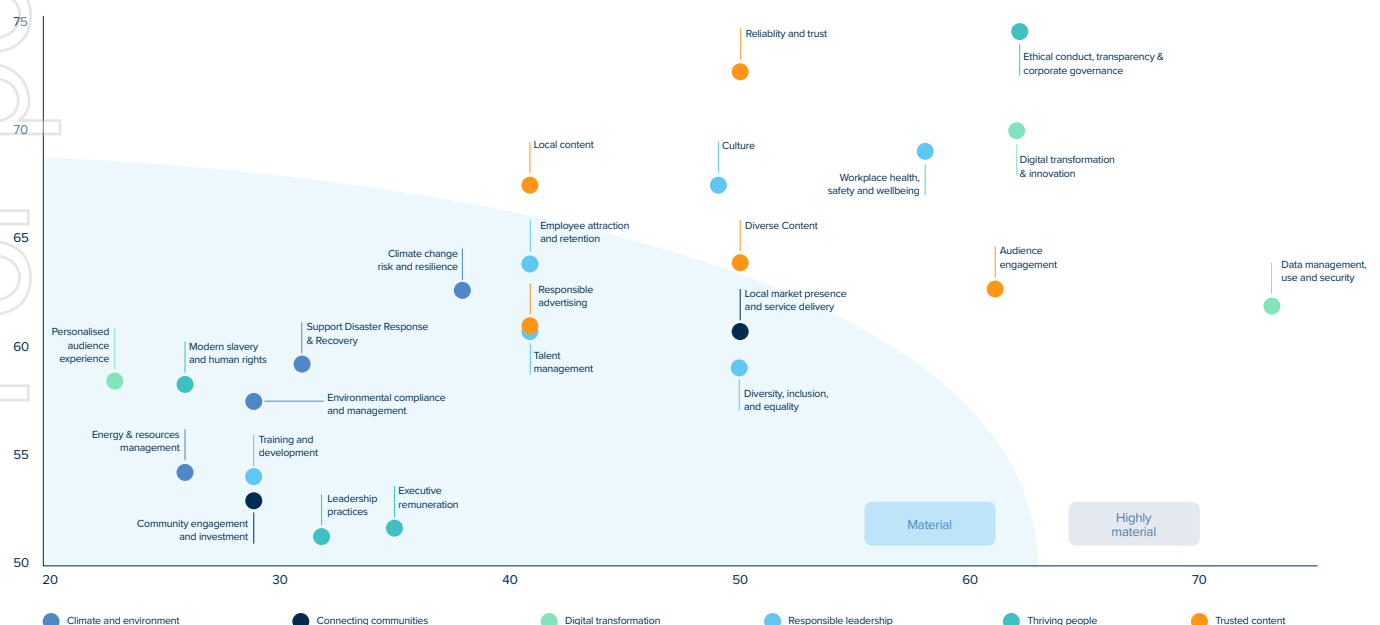 75
Reliablity and trust
Ethical conduct, transparency &
corporate governance
70
Local content
Culture
Digital transformation
& innovation
Workplace health,
safety and wellbeing
65
Employee attraction
and retention
Diverse Content
Climate change
risk and resilience
Audience
engagement
Data management,
use and security
Responsible
advertising
Local market presence
and service delivery
Support Disaster Response
& Recovery
Personalised
audience
experience
60
Modern slavery
and human rights
Talent
management
Diversity, inclusion,
and equality
Environmental compliance
and management
Energy & resources
management
Training and
development
55
Executive
remuneration
Leadership
practices
Community engagement
and investment
Material
Highly
material
50
20 30 40 50 60 70
Climate and environment Connecting communities Digital transformation Responsible leadership Thriving people Trusted content